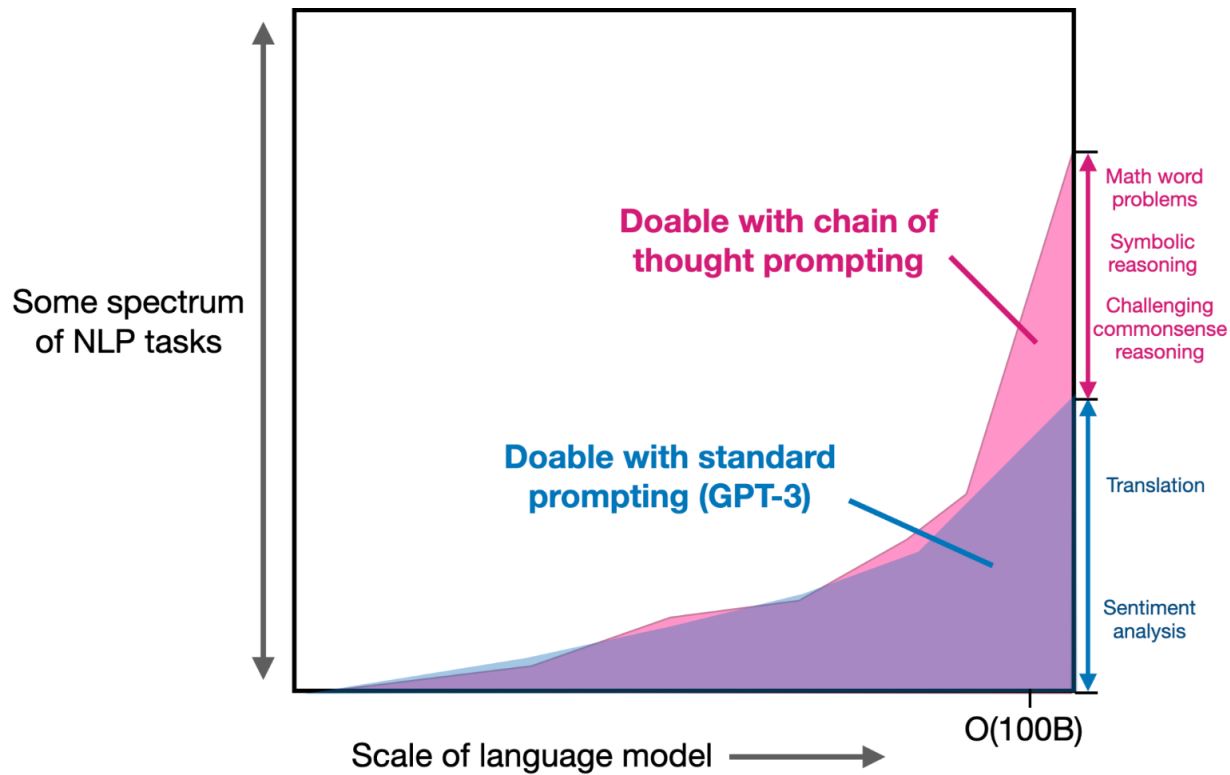 Some spectrum
of NLP tasks
Doable with chain of
thought prompting
Doable with standard
prompting (GPT-3)
Math word
problems
Symbolic
reasoning
Challenging
commonsense
reasoning
Translation
Sentiment
analysis
O(100B)
Scale of language model